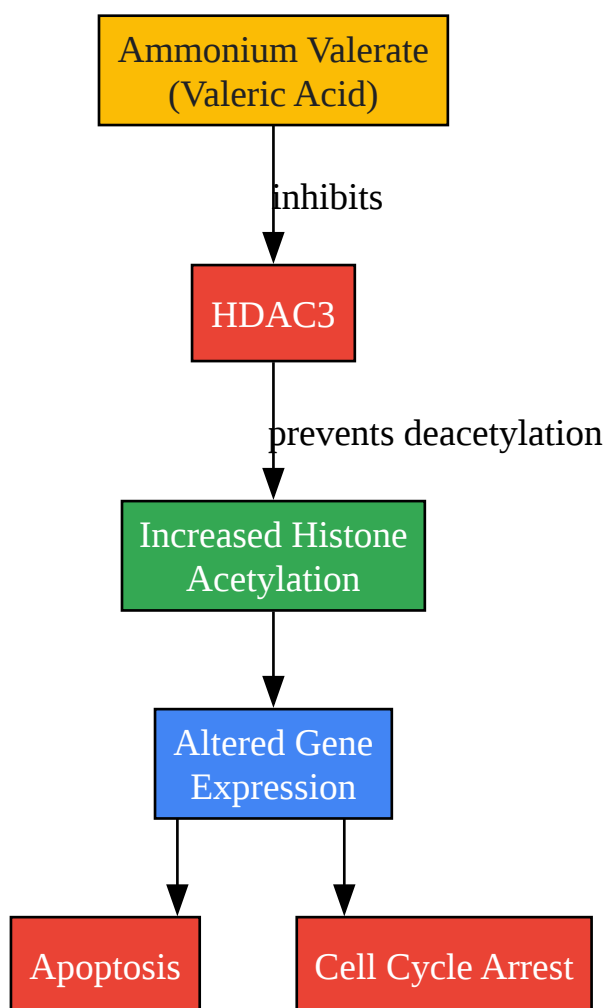 Ammonium Valerate
(Valeric Acid)
inhibits
HDAC3
prevents deacetylation
Increased Histone
Acetylation
Altered Gene
Expression
Apoptosis
Cell Cycle Arrest